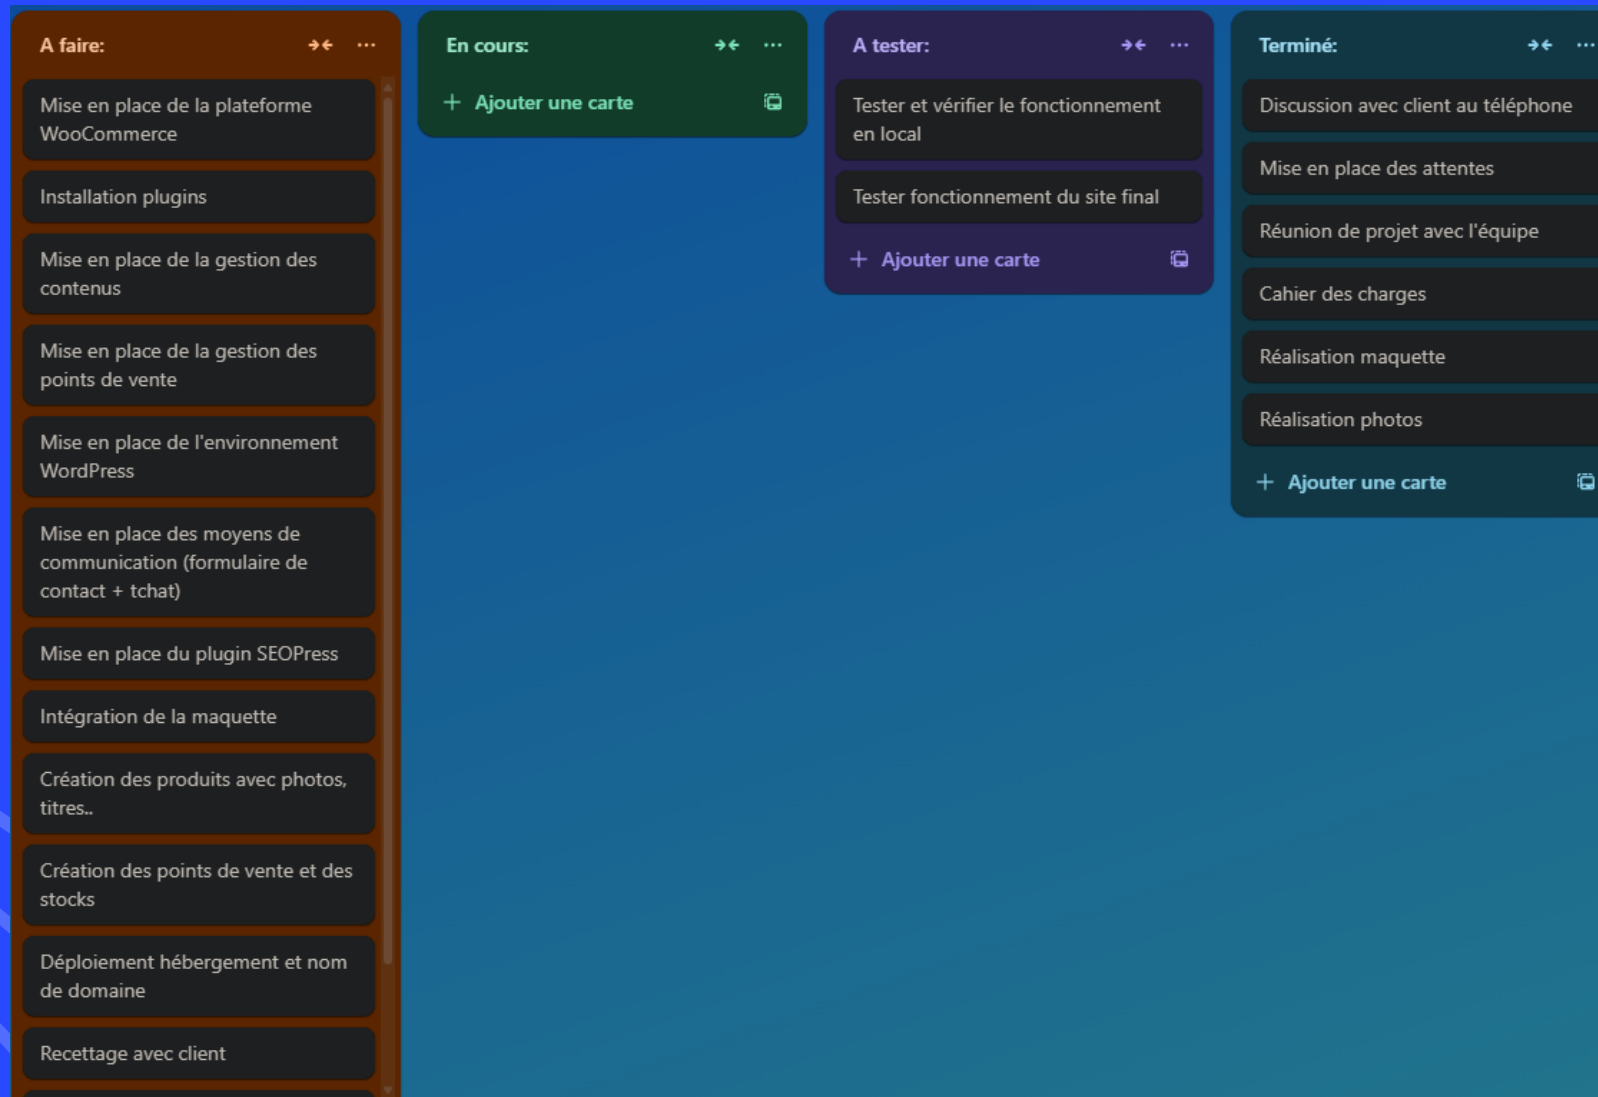 A faire:
Mise en place de la plateforme
WooCommerce
Installation plugins
Mise en place de la gestion des
contenus
Mise en place de la gestion des
points de vente
Mise en place de l'environnement
WordPress
Mise en place des moyens de
communication (formulaire de
contact + tchat)
Mise en place du plugin SEOPress
Intégration de la maquette
Création des produits avec photos,
titres..
Création des points de vente et des
stocks
Déploiement hébergement et nom
de domaine
Recettage avec client
En cours:
+ Ajouter une carte
A tester:
Tester et vérifier le fonctionnement
en local
Tester fonctionnement du site final
+ Ajouter une carte
Terminé:
Discussion avec client au téléphone
Mise en place des attentes
Réunion de projet avec l'équipe
Cahier des charges
Réalisation maquette
Réalisation photos
+ Ajouter une carte